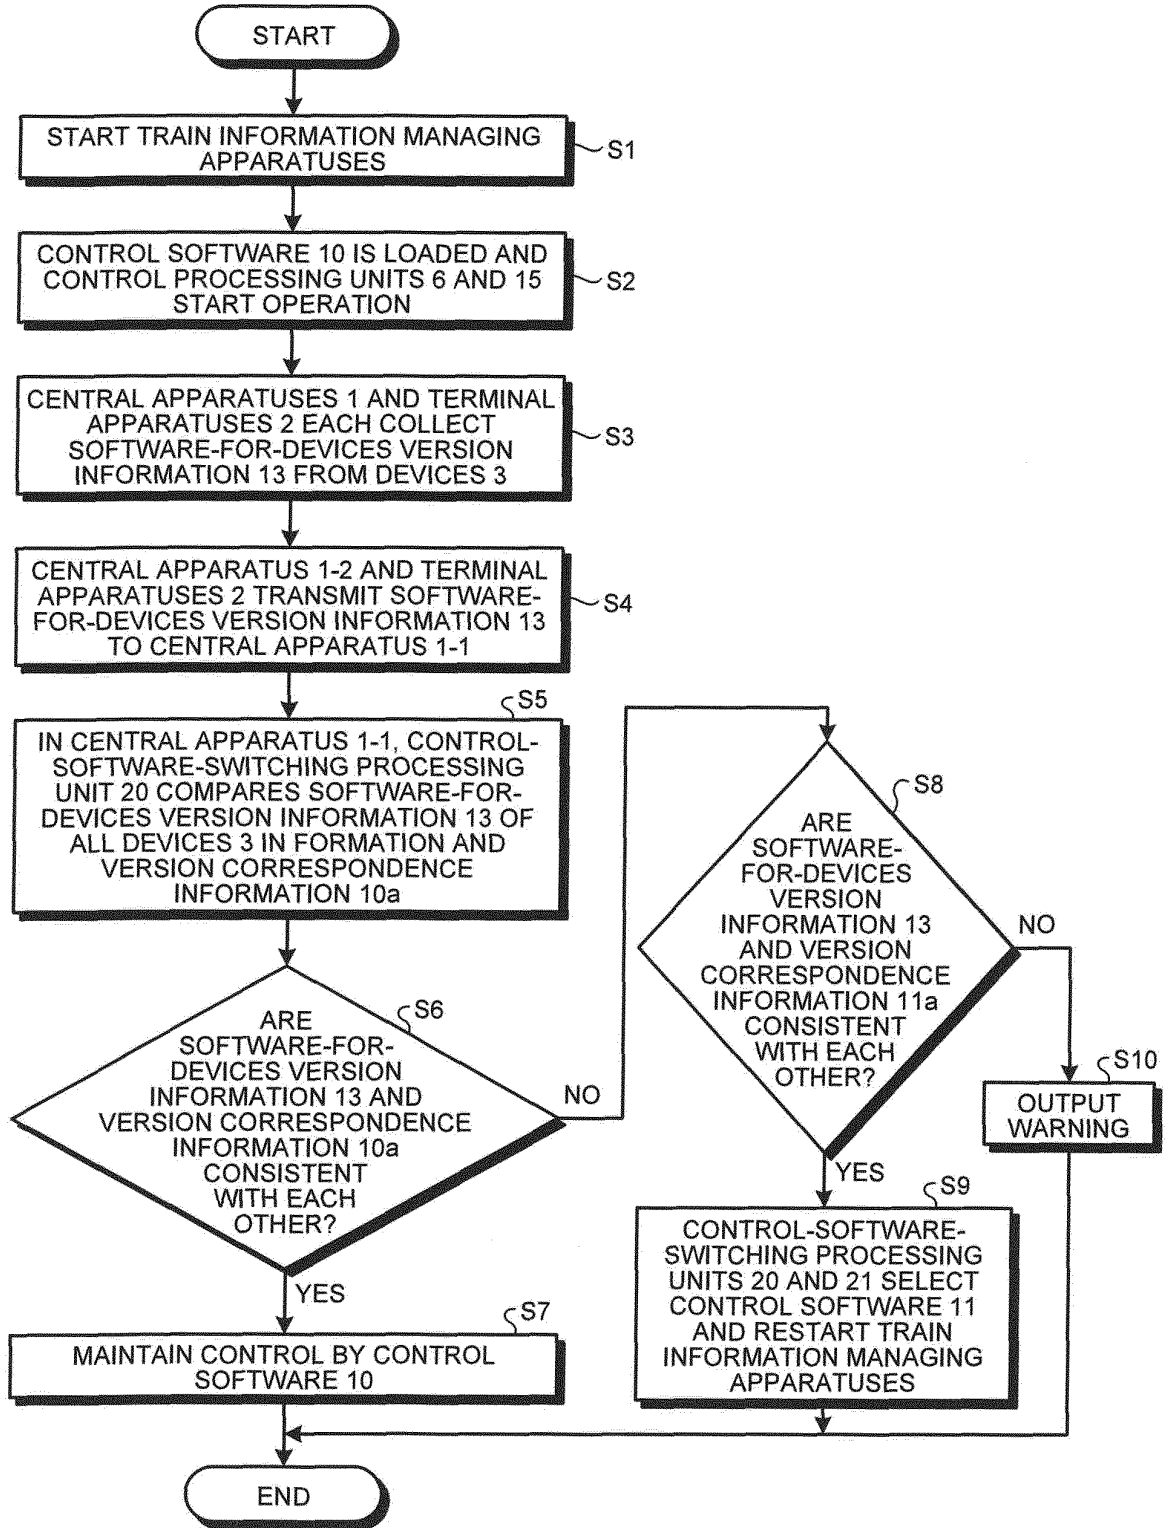 START
START TRAIN INFORMATION MANAGING
APPARATUSES
S1
CONTROL SOFTWARE 10 IS LOADED AND
CONTROL PROCESSING UNITS 6 AND 15
START OPERATION
S2
CENTRAL APPARATUSES 1 AND TERMINAL
APPARATUSES 2 EACH COLLECT
SOFTWARE-FOR-DEVICES VERSION
INFORMATION 13 FROM DEVICES 3
S3
CENTRAL APPARATUS 1-2 AND TERMINAL
APPARATUSES 2 TRANSMIT SOFTWARE-
FOR-DEVICES VERSION INFORMATION 13
TO CENTRAL APPARATUS 1-1
S4
S5
IN CENTRAL APPARATUS 1-1, CONTROL-
SOFTWARE-SWITCHING PROCESSING
UNIT 20 COMPARES SOFTWARE-FOR-
DEVICES VERSION INFORMATION 13 OF
ALL DEVICES 3 IN FORMATION AND
VERSION CORRESPONDENCE
INFORMATION 10a
S6
ARE
SOFTWARE-FOR-
DEVICES VERSION
INFORMATION 13 AND
VERSION CORRESPONDENCE
INFORMATION 10a
CONSISTENT
WITH EACH
OTHER?
NO
YES
S7
MAINTAIN CONTROL BY CONTROL
SOFTWARE 10
S8
ARE
SOFTWARE-
FOR-DEVICES
VERSION
INFORMATION 13
AND VERSION
CORRESPONDENCE
INFORMATION 11a
CONSISTENT
WITH EACH
OTHER?
NO
YES
S10
OUTPUT
WARNING
S9
CONTROL-SOFTWARE-
SWITCHING PROCESSING
UNITS 20 AND 21 SELECT
CONTROL SOFTWARE 11
AND RESTART TRAIN
INFORMATION MANAGING
APPARATUSES
END